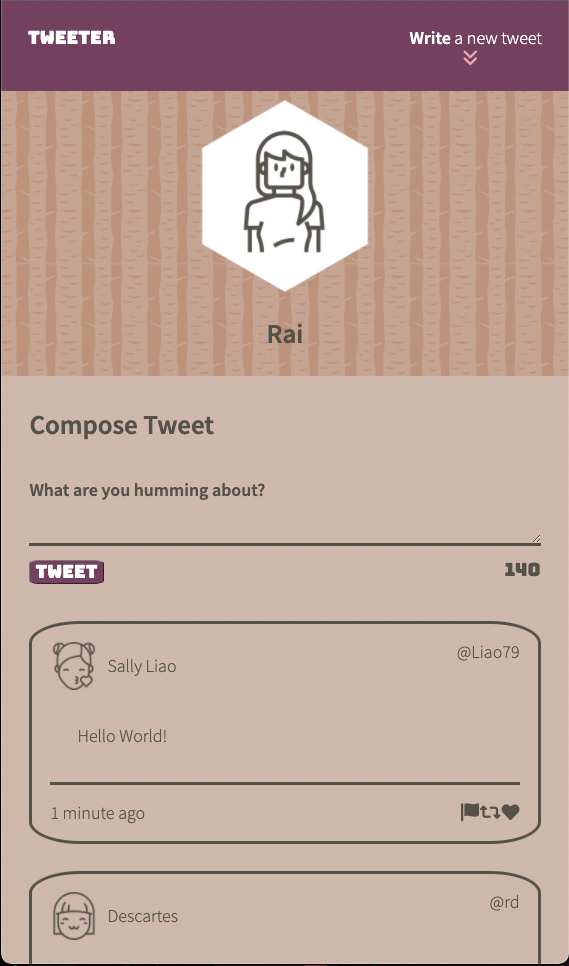 TWEETER
Write a new tweet
Rai
Compose Tweet
What are you humming about?
TWEET
140
Sally Liao
@Liao79
Hello World!
1 minute ago
Descartes
@rd